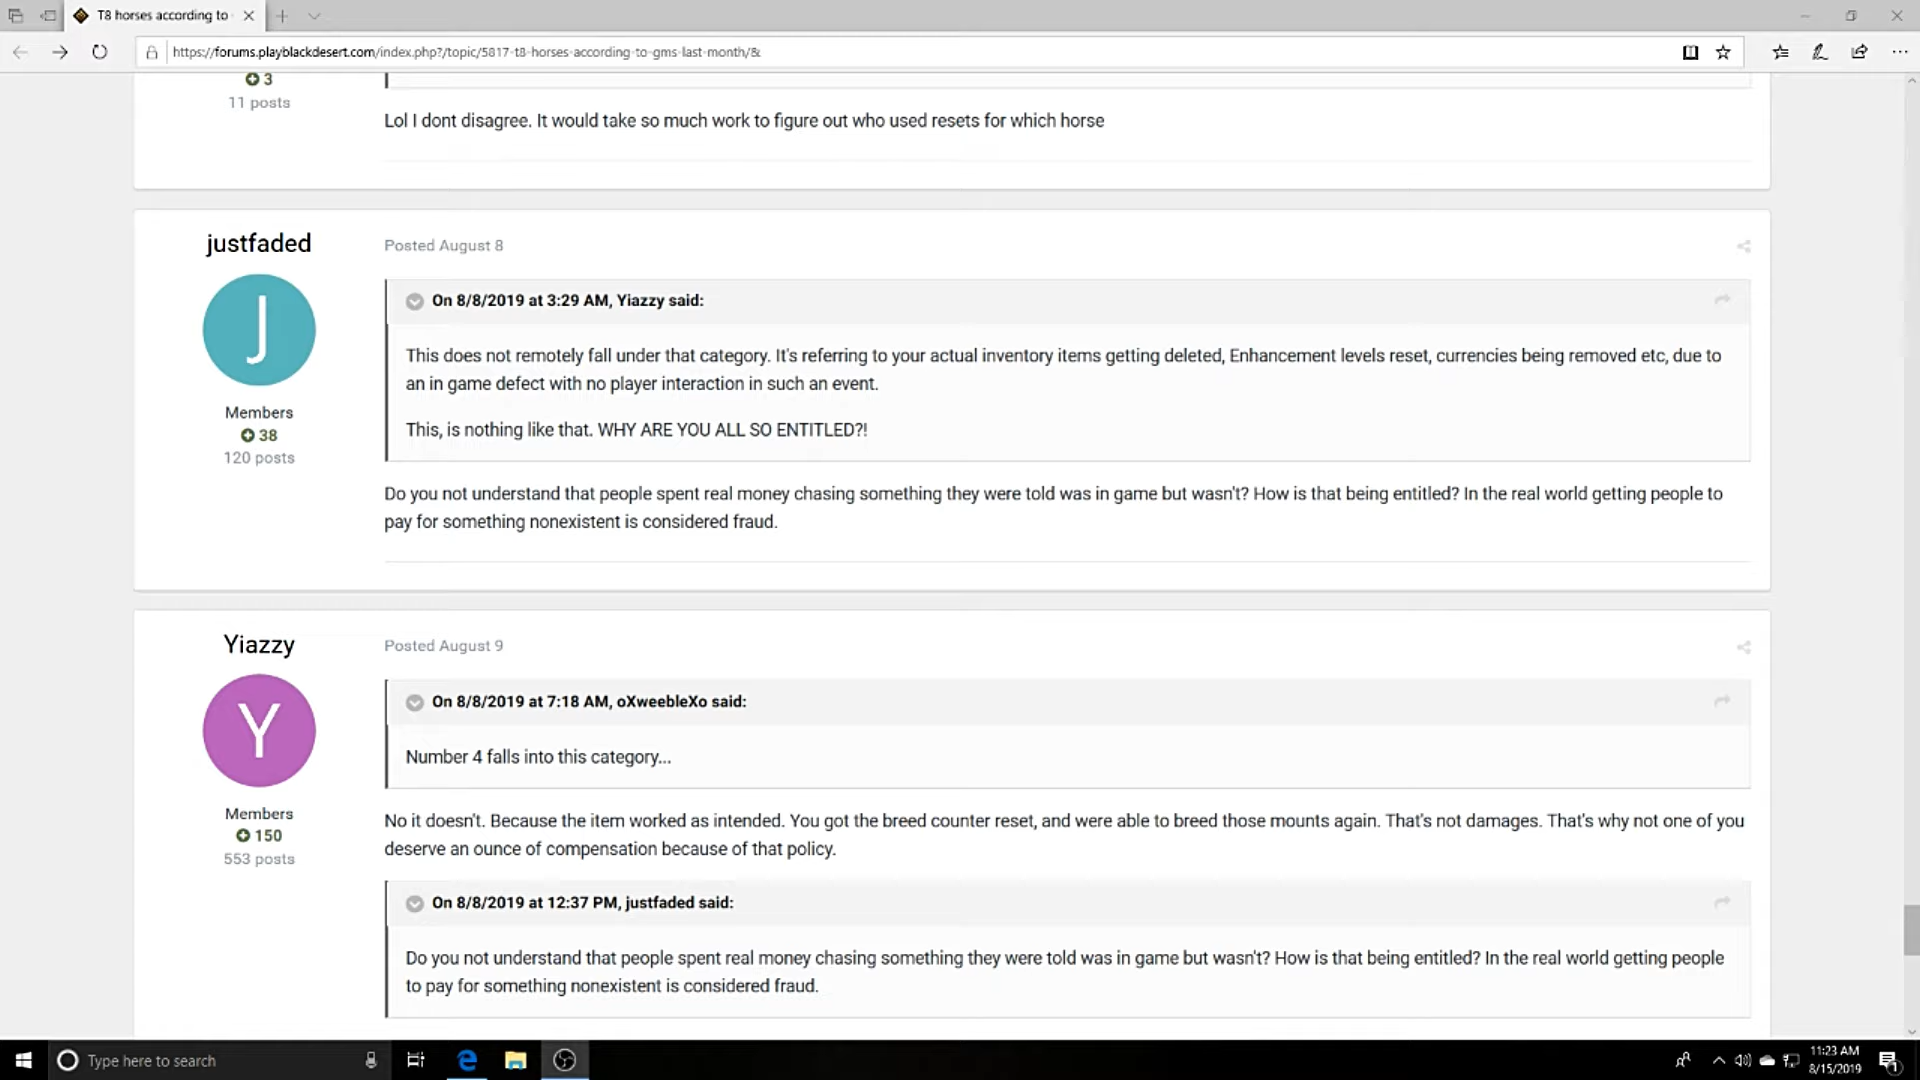 T8 horses according to
https://forums.playblackdesert.com/index.php?/topic/5817-t8-horses-according-to-gms-last-month/&
3
11 posts
Lol I dont disagree. It would take so much work to figure out who used resets for which horse
justfaded
Posted August 8
J
Members
38
120 posts
On 8/8/2019 at 3:29 AM, Yiazzy said:
This does not remotely fall under that category. It's referring to your actual inventory items getting deleted, Enhancement levels reset, currencies being removed etc, due to
an in game defect with no player interaction in such an event.
This, is nothing like that. WHY ARE YOU ALL SO ENTITLED?!
Do you not understand that people spent real money chasing something they were told was in game but wasn't? How is that being entitled? In the real world getting people to
pay for something nonexistent is considered fraud.
Yiazzy
Posted August 9
Y
Members
150
553 posts
On 8/8/2019 at 7:18 AM, oXweebleXo said:
Number 4 falls into this category...
No it doesn't. Because the item worked as intended. You got the breed counter reset, and were able to breed those mounts again. That's not damages. That's why not one of you
deserve an ounce of compensation because of that policy.
On 8/8/2019 at 12:37 PM, justfaded said:
Do you not understand that people spent real money chasing something they were told was in game but wasn't? How is that being entitled? In the real world getting people
to pay for something nonexistent is considered fraud.
Type here to search
11:23 AM
8/15/2019
1